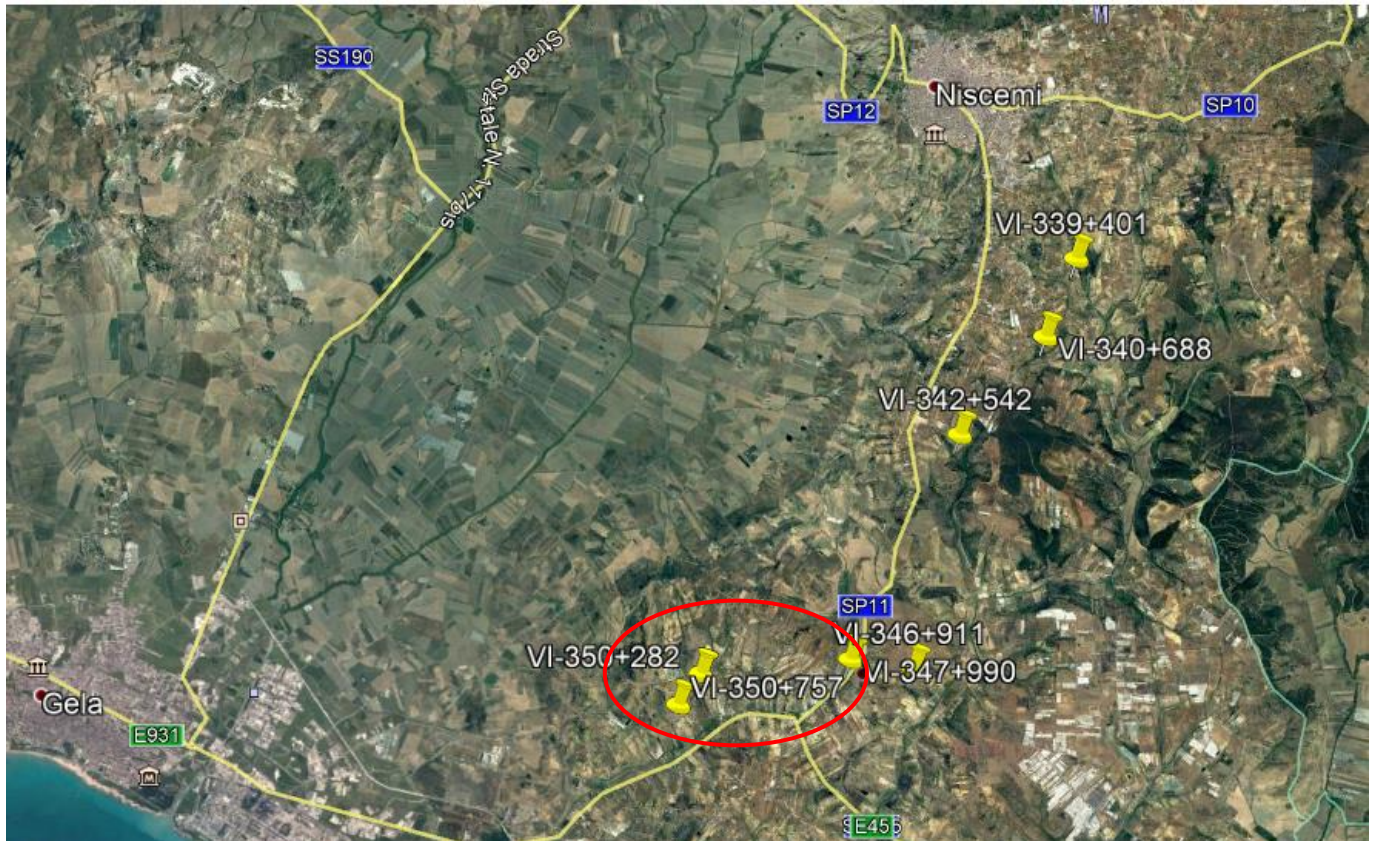 SS190
Strada Statale N. 117bis
Niscemi
SP12
SP10
VI-339+401
VI-340+688
VI-342+542
SP11
VI-346+911
VI-350+282
VI-347+990
VI-350+757
Gela
E931
E45